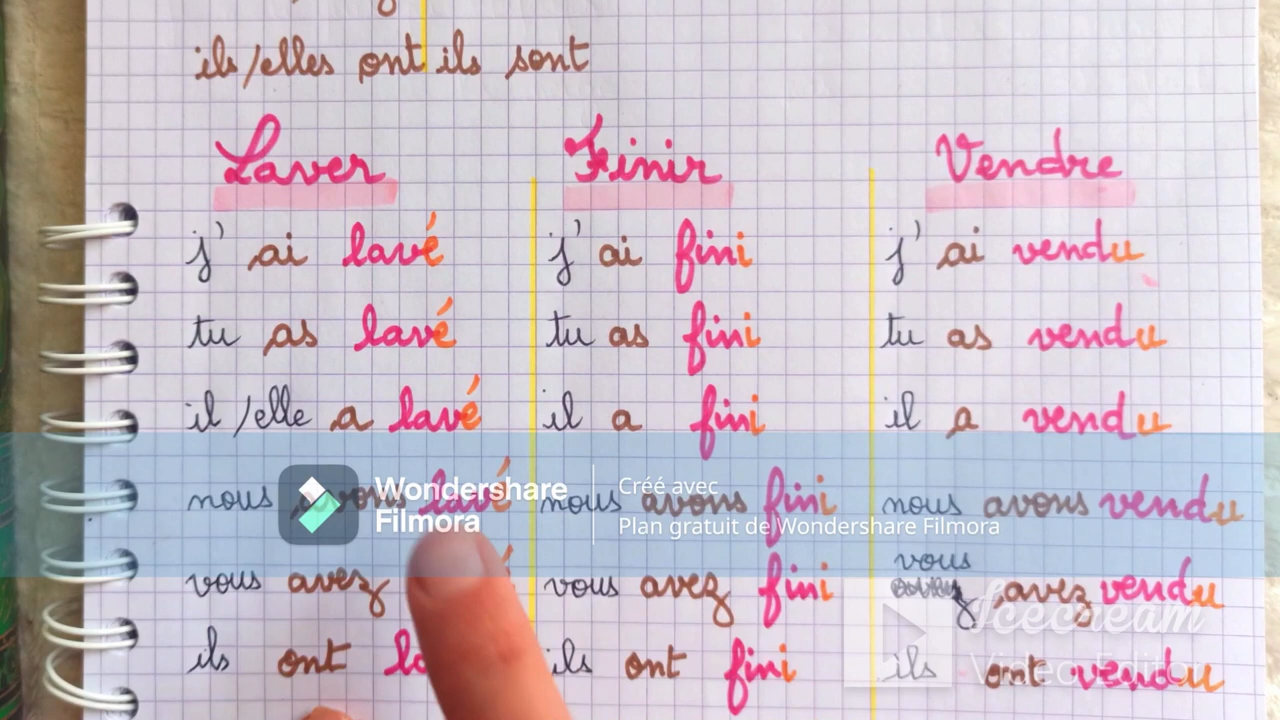 ils/elles ont ils sont
Laver Finir Vendre
j'ai lavé j'ai fini j'ai vendu
tu as lavé tu as fini tu as vendu
il/elle a lavé il a fini il a vendu
nous avons lavé nous avons fini nous avons vendu
Wondershare Filmora
Créé avec
Plan gratuit de Wondershare Filmora
vous
vous avez vous avez fini avez vendu
ils ont ils ont fini ils ont vendu
Icecream
Video Editor